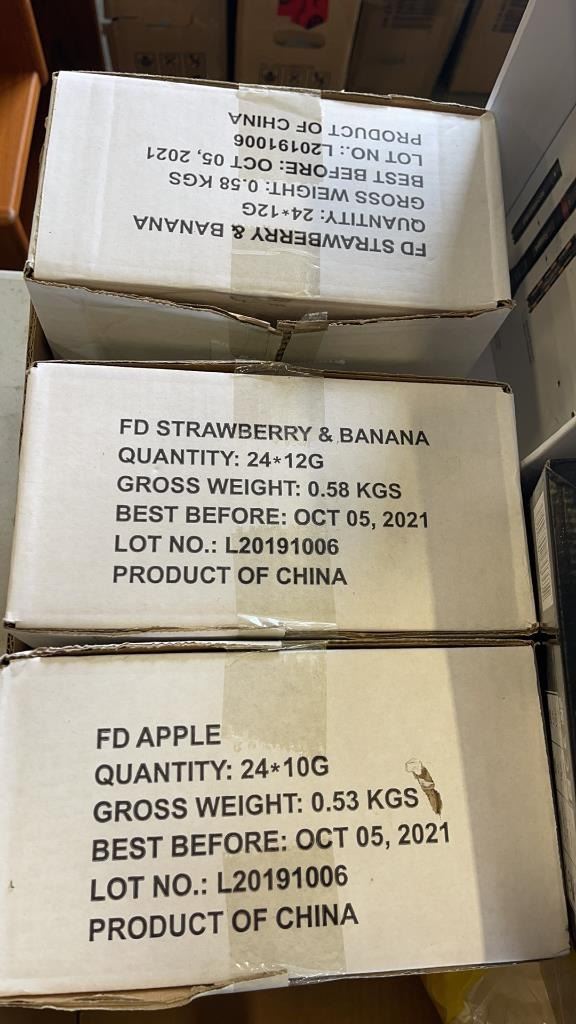 FD STRAWBERRY & BANANA
QUANTITY: 24*12G
GROSS WEIGHT: 0.58 KGS
BEST BEFORE: OCT 05, 2021
LOT NO.: L20191006
PRODUCT OF CHINA
FD STRAWBERRY & BANANA
QUANTITY: 24*12G
GROSS WEIGHT: 0.58 KGS
BEST BEFORE: OCT 05, 2021
LOT NO.: L20191006
PRODUCT OF CHINA
FD APPLE
QUANTITY: 24*10G
GROSS WEIGHT: 0.53 KGS
BEST BEFORE: OCT 05, 2021
LOT NO.: L20191006
PRODUCT OF CHINA